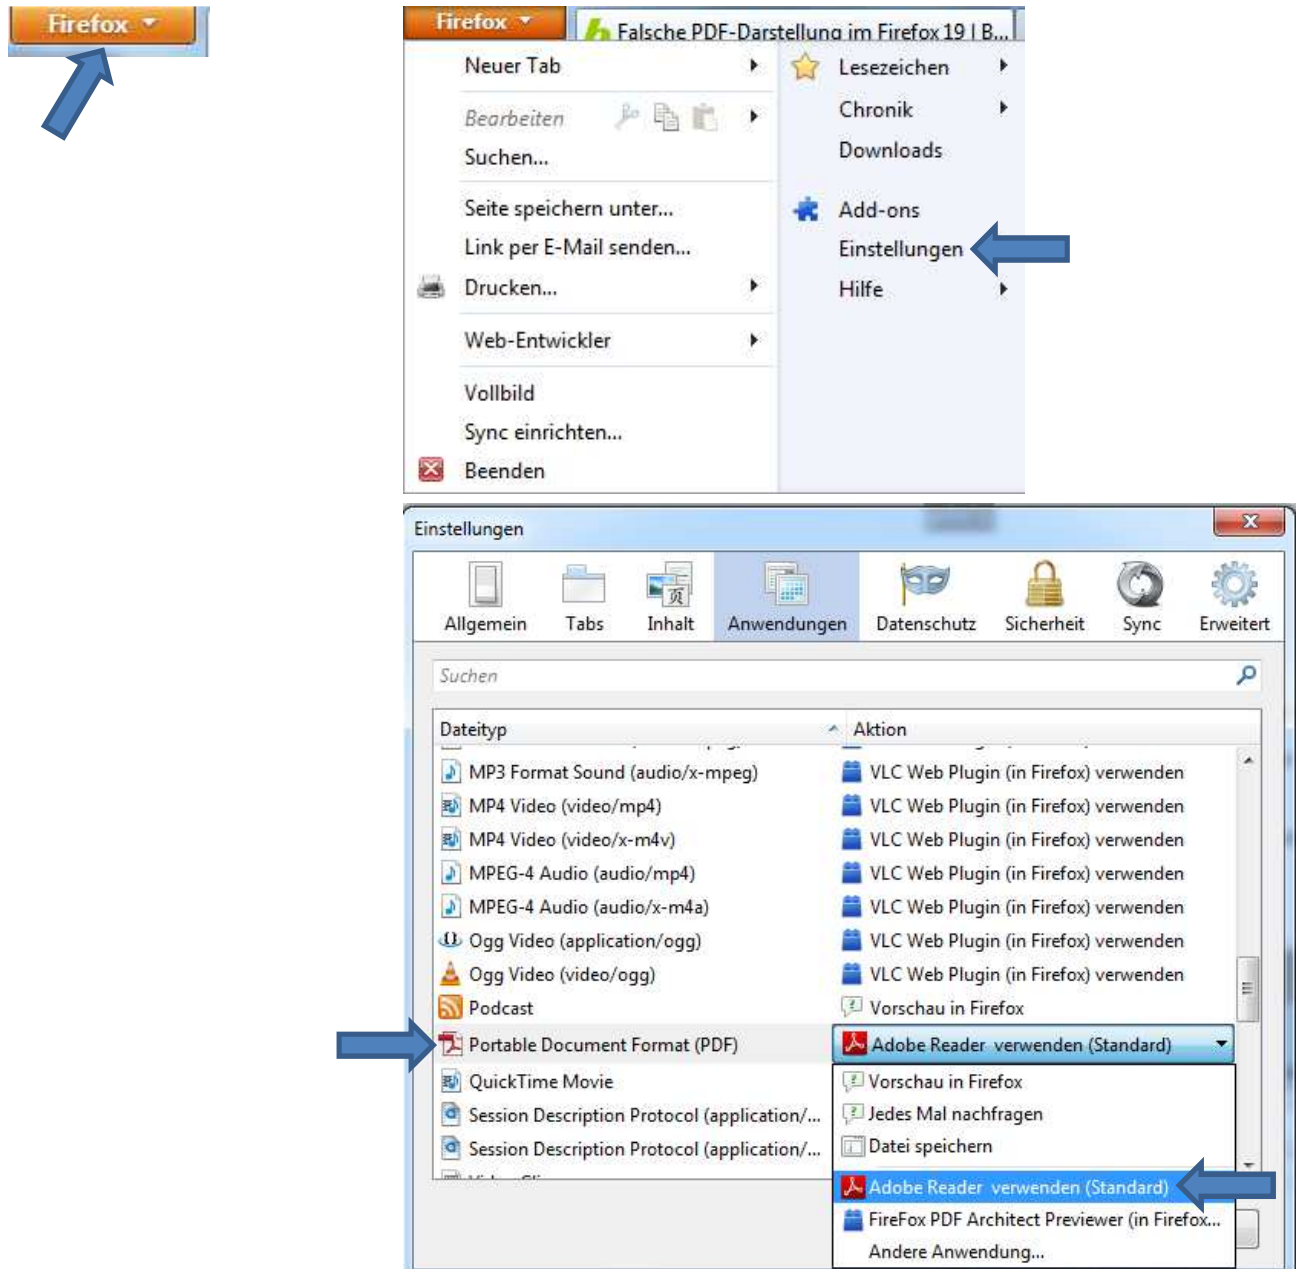 Firefox
Firefox
Falsche PDF-Darstellung im Firefox 19 | B...
Neuer Tab
Bearbeiten
Suchen...
Seite speichern unter...
Link per E-Mail senden...
Drucken...
Web-Entwickler
Vollbild
Sync einrichten...
Beenden
Lesezeichen
Chronik
Downloads
Add-ons
Einstellungen
Hilfe
Einstellungen
Allgemein Tabs Inhalt Anwendungen Datenschutz Sicherheit Sync Erweitert
Suchen
Dateityp Aktion
MP3 Format Sound (audio/x-mpeg) VLC Web Plugin (in Firefox) verwenden
MP4 Video (video/mp4) VLC Web Plugin (in Firefox) verwenden
MP4 Video (video/x-m4v) VLC Web Plugin (in Firefox) verwenden
MPEG-4 Audio (audio/mp4) VLC Web Plugin (in Firefox) verwenden
MPEG-4 Audio (audio/x-m4a) VLC Web Plugin (in Firefox) verwenden
Ogg Video (application/ogg) VLC Web Plugin (in Firefox) verwenden
Ogg Video (video/ogg) VLC Web Plugin (in Firefox) verwenden
Podcast Vorschau in Firefox
Portable Document Format (PDF) Adobe Reader verwenden (Standard)
QuickTime Movie Vorschau in Firefox
Session Description Protocol (application/... Jedes Mal nachfragen
Session Description Protocol (application/... Datei speichern
Adobe Reader verwenden (Standard)
FireFox PDF Architect Previewer (in Firefox...
Andere Anwendung...